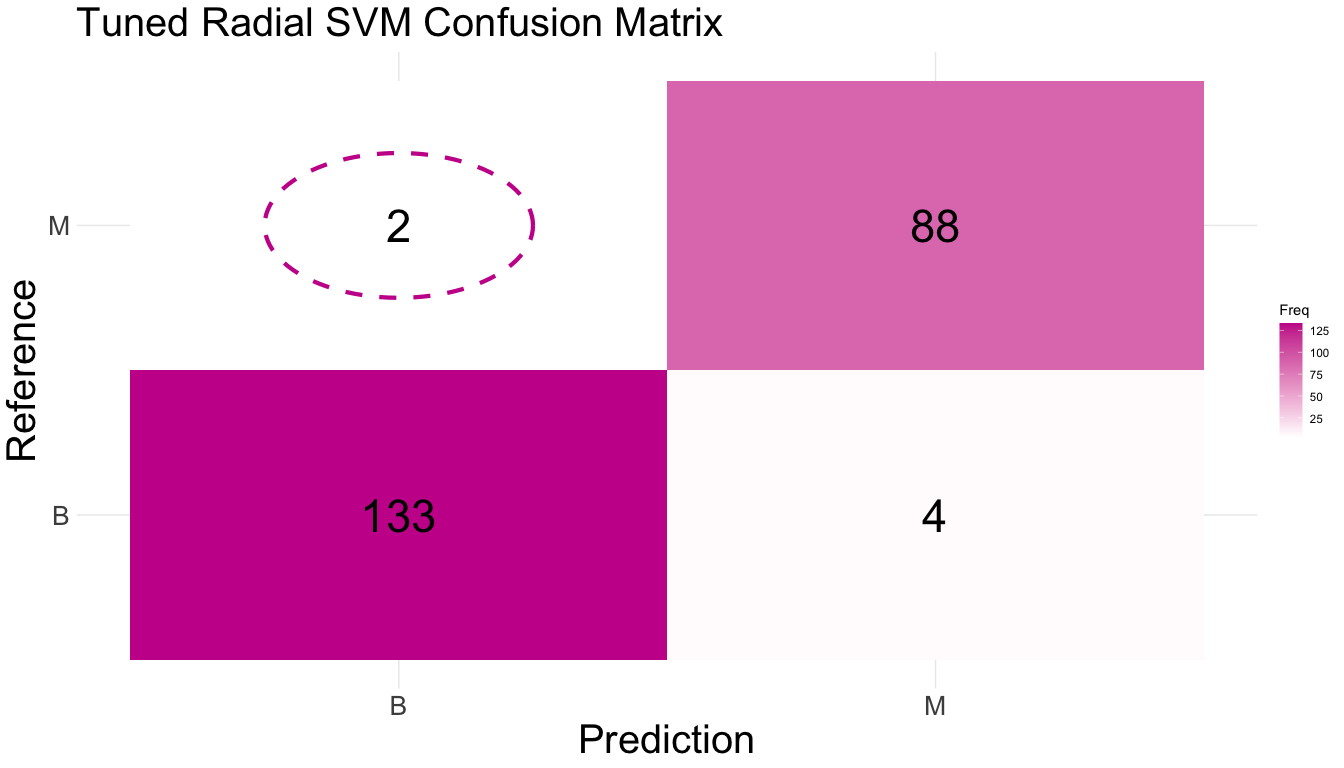 Tuned Radial SVM Confusion Matrix
Reference
M
B
2
88
133
4
B
M
Prediction
Freq
125
100
75
50
25